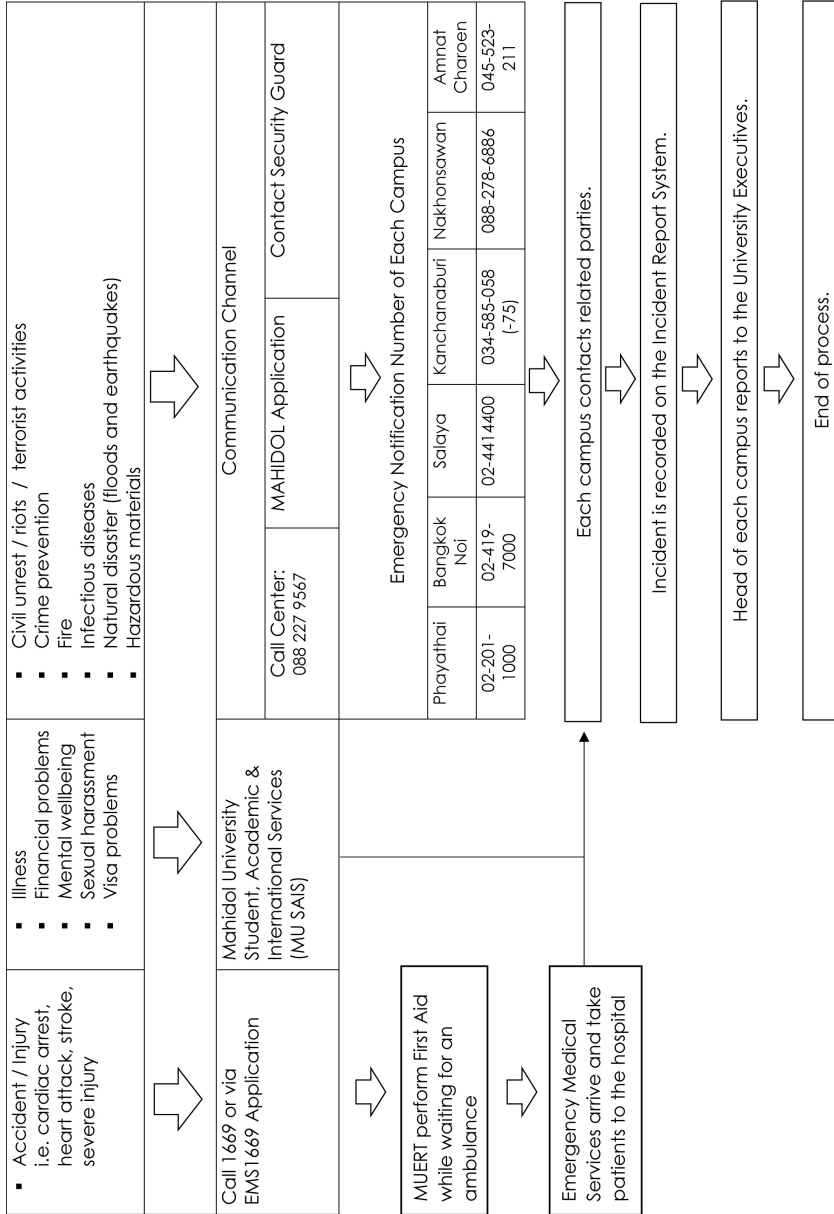 ▪ Accident / Injury
i.e. cardiac arrest,
heart attack, stroke,
severe injury
▪ Illness
▪ Financial problems
▪ Mental wellbeing
▪ Sexual harassment
▪ Visa problems
▪ Civil unrest / riots / terrorist activities
▪ Crime prevention
▪ Fire
▪ Infectious diseases
▪ Natural disaster (floods and earthquakes)
▪ Hazardous materials
Call 1669 or via
EMS1669 Application
Mahidol University
Student, Academic &
International Services
(MU SAIS)
Communication Channel
Call Center:
088 227 9567
MAHIDOL Application
Contact Security Guard
MUERT perform First Aid
while waiting for an
ambulance
Emergency Medical
Services arrive and take
patients to the hospital
Emergency Notification Number of Each Campus
Phayathai
Bangkok
Noi
Salaya
Kanchanaburi
Nakhonsawan
Amnat
Charoen
02-201-
1000
02-419-
7000
02-4414400
034-585-058
(-75)
088-278-6886
045-523-
211
Each campus contacts related parties.
Incident is recorded on the Incident Report System.
Head of each campus reports to the University Executives.
End of process.